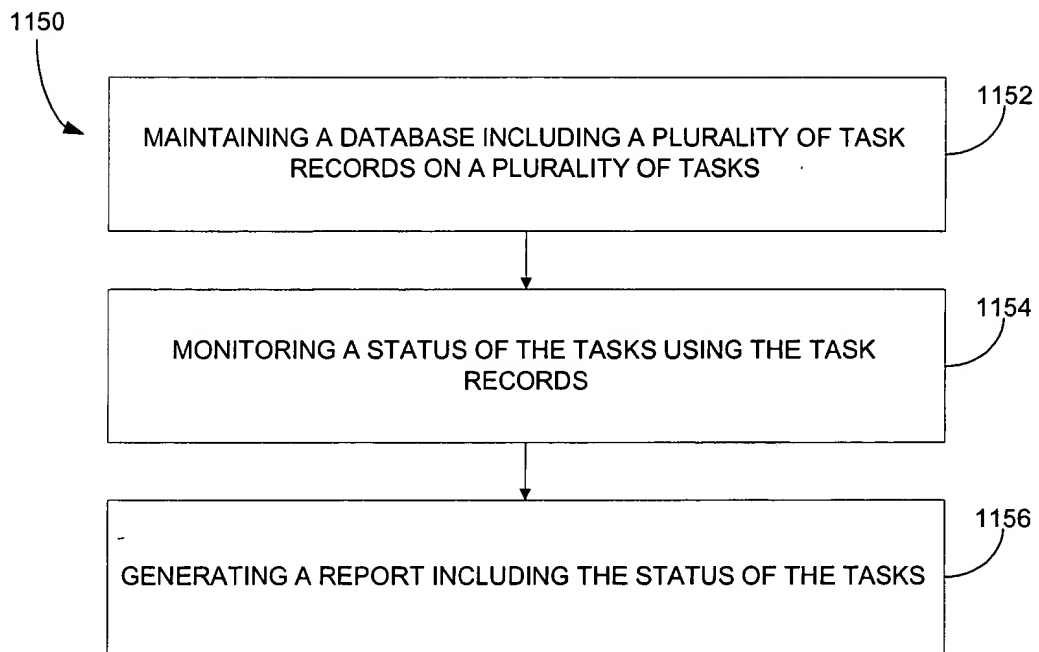 1150
1152
MAINTAINING A DATABASE INCLUDING A PLURALITY OF TASK
RECORDS ON A PLURALITY OF TASKS
1154
MONITORING A STATUS OF THE TASKS USING THE TASK
RECORDS
1156
GENERATING A REPORT INCLUDING THE STATUS OF THE TASKS